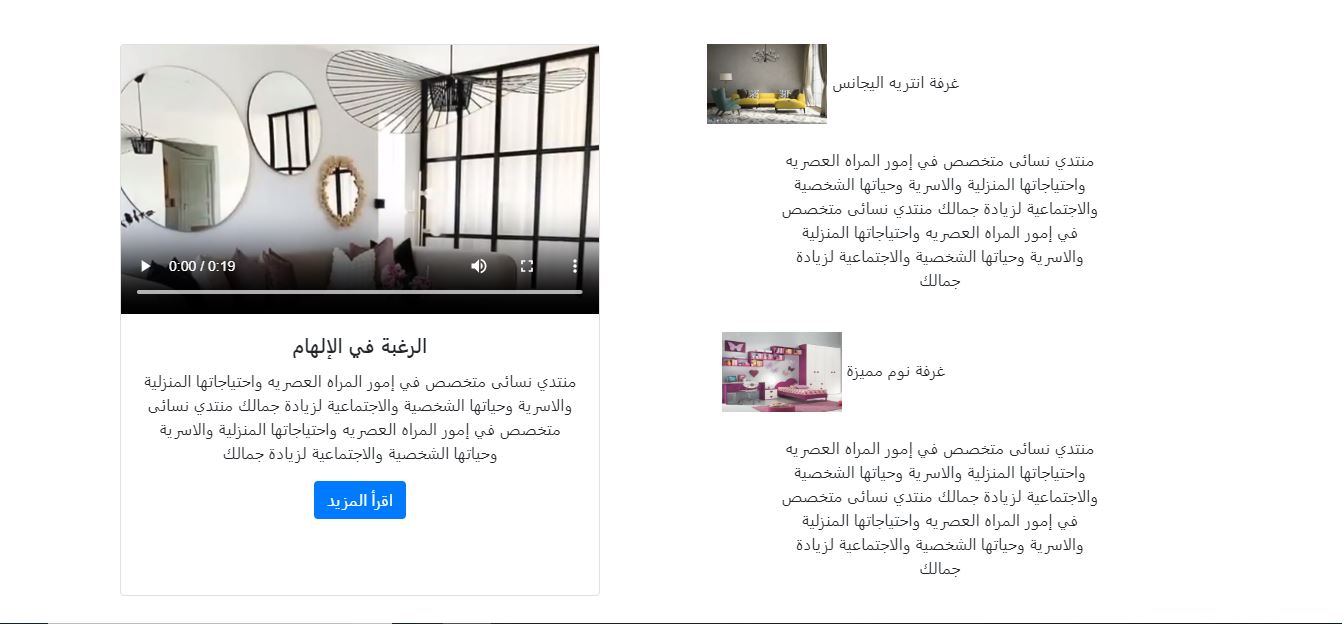 غرفة انتريه اليجانس
منتدي نسائى متخصص في إمور المراه العصريه
واحتياجاتها المنزلية والاسرية وحياتها الشخصية
والاجتماعية لزيادة جمالك منتدي نسائى متخصص
في إمور المراه العصريه واحتياجاتها المنزلية
والاسرية وحياتها الشخصية والاجتماعية لزيادة
جمالك
غرفة نوم مميزة
منتدي نسائى متخصص في إمور المراه العصريه
واحتياجاتها المنزلية والاسرية وحياتها الشخصية
والاجتماعية لزيادة جمالك منتدي نسائى متخصص
في إمور المراه العصريه واحتياجاتها المنزلية
والاسرية وحياتها الشخصية والاجتماعية لزيادة
جمالك
0:00 / 0:19
الرغبة في الإلهام
منتدي نسائى متخصص في إمور المراه العصريه واحتياجاتها المنزلية
والاسرية وحياتها الشخصية والاجتماعية لزيادة جمالك منتدي نسائى
متخصص في إمور المراه العصريه واحتياجاتها المنزلية والاسرية
وحياتها الشخصية والاجتماعية لزيادة جمالك
اقرأ المزيد